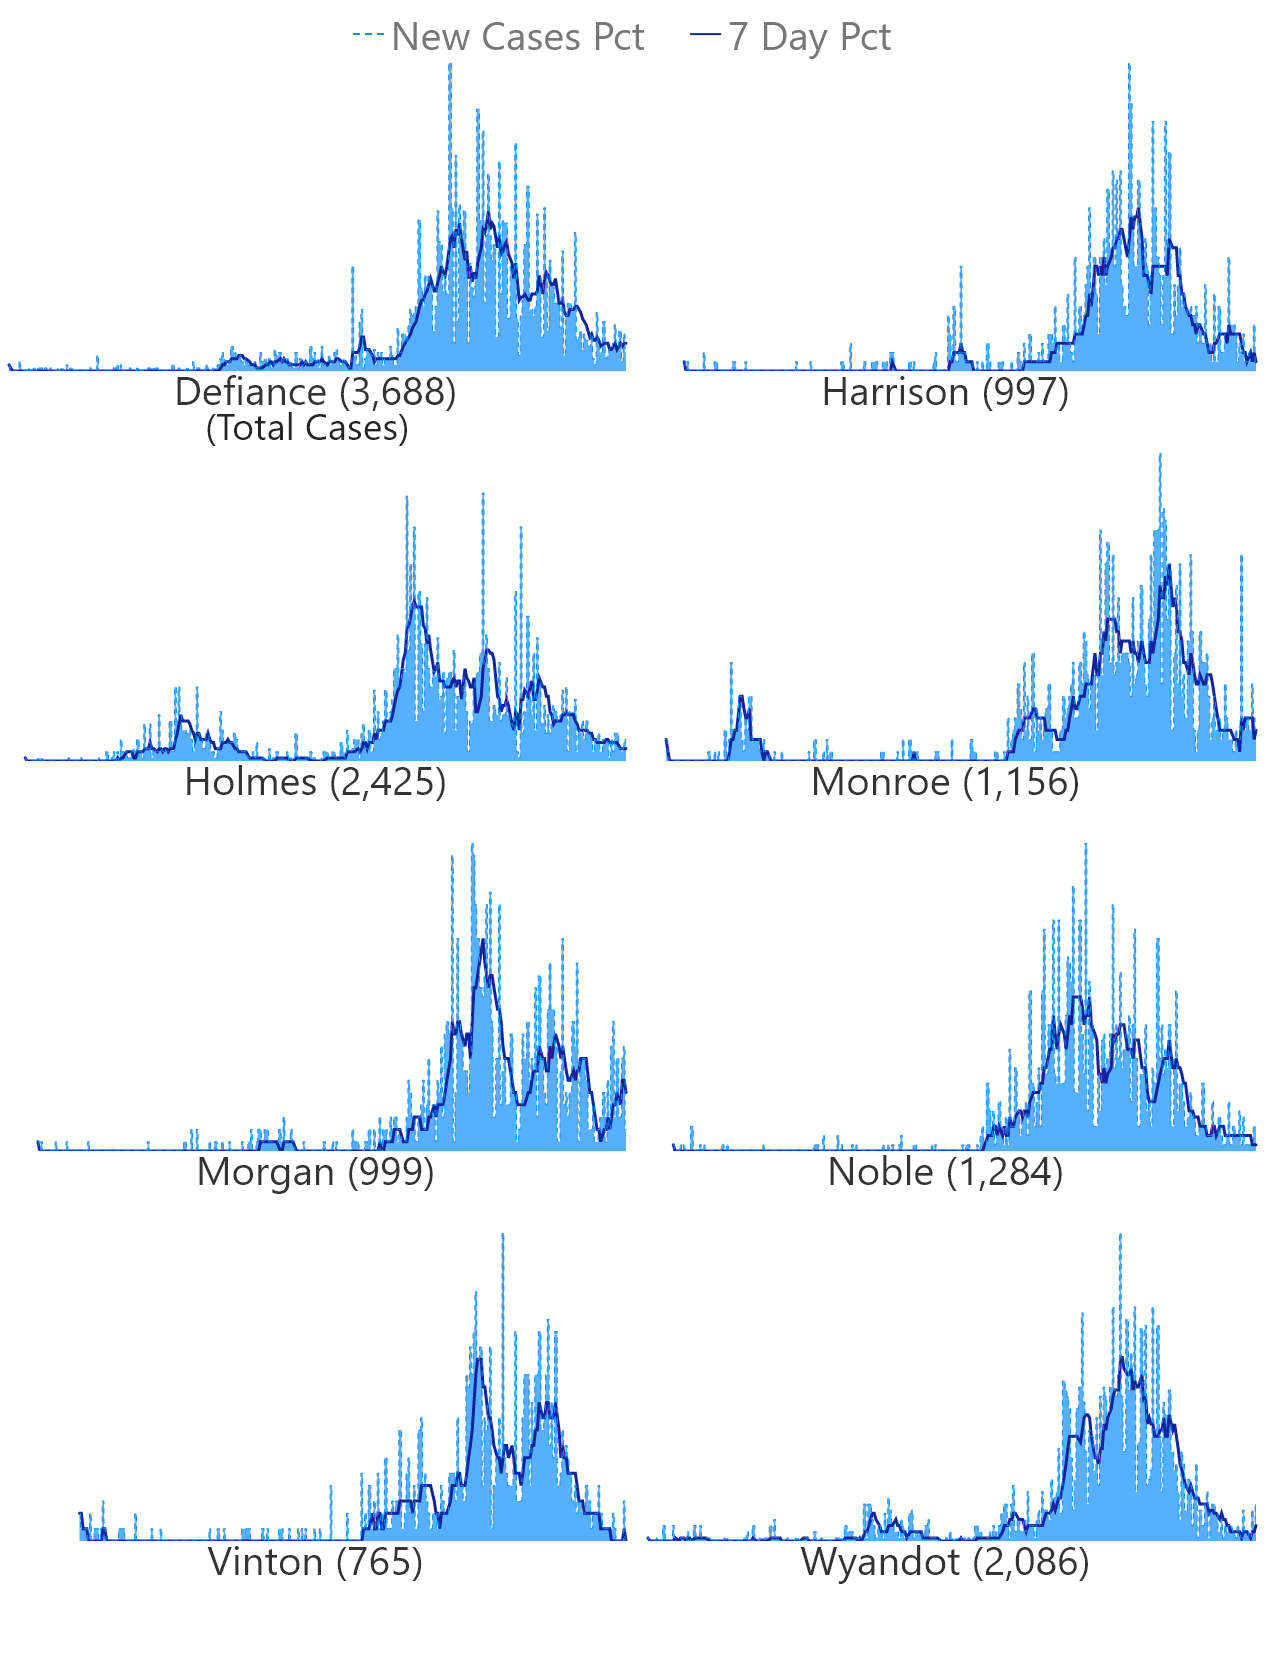 New Cases Pct 7 Day Pct
Defiance (3,688) Harrison (997)
(Total Cases)
Holmes (2,425) Monroe (1,156)
Morgan (999) Noble (1,284)
Vinton (765) Wyandot (2,086)